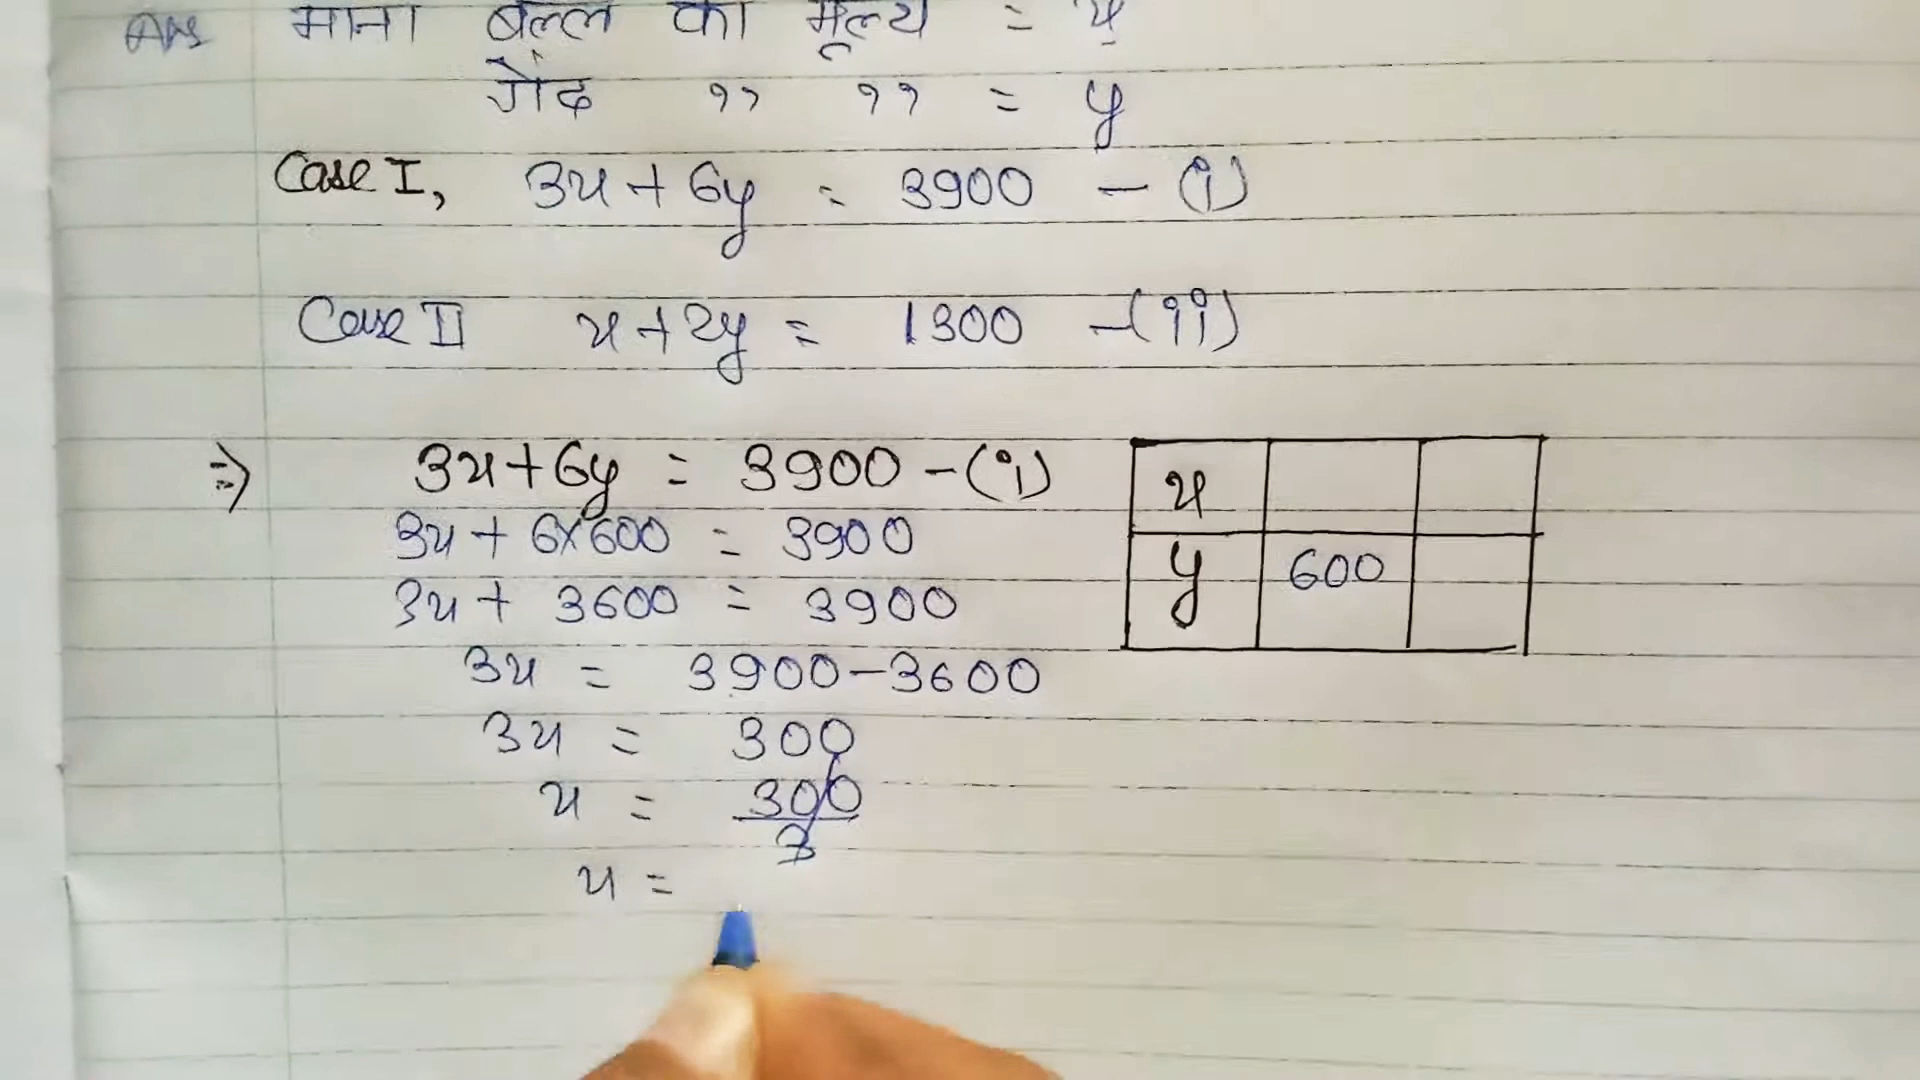 Ans माना बल्ले का मूल्य = x
गेंद ,, ,, = y
Case I, 3x + 6y = 3900 - (i)
Case II x + 2y = 1300 - (ii)
⇒ 3x + 6y = 3900 - (i)
3x + 6×600 = 3900
3x + 3600 = 3900
3x = 3900 - 3600
3x = 300
x = 300/3
x =
x
y 600